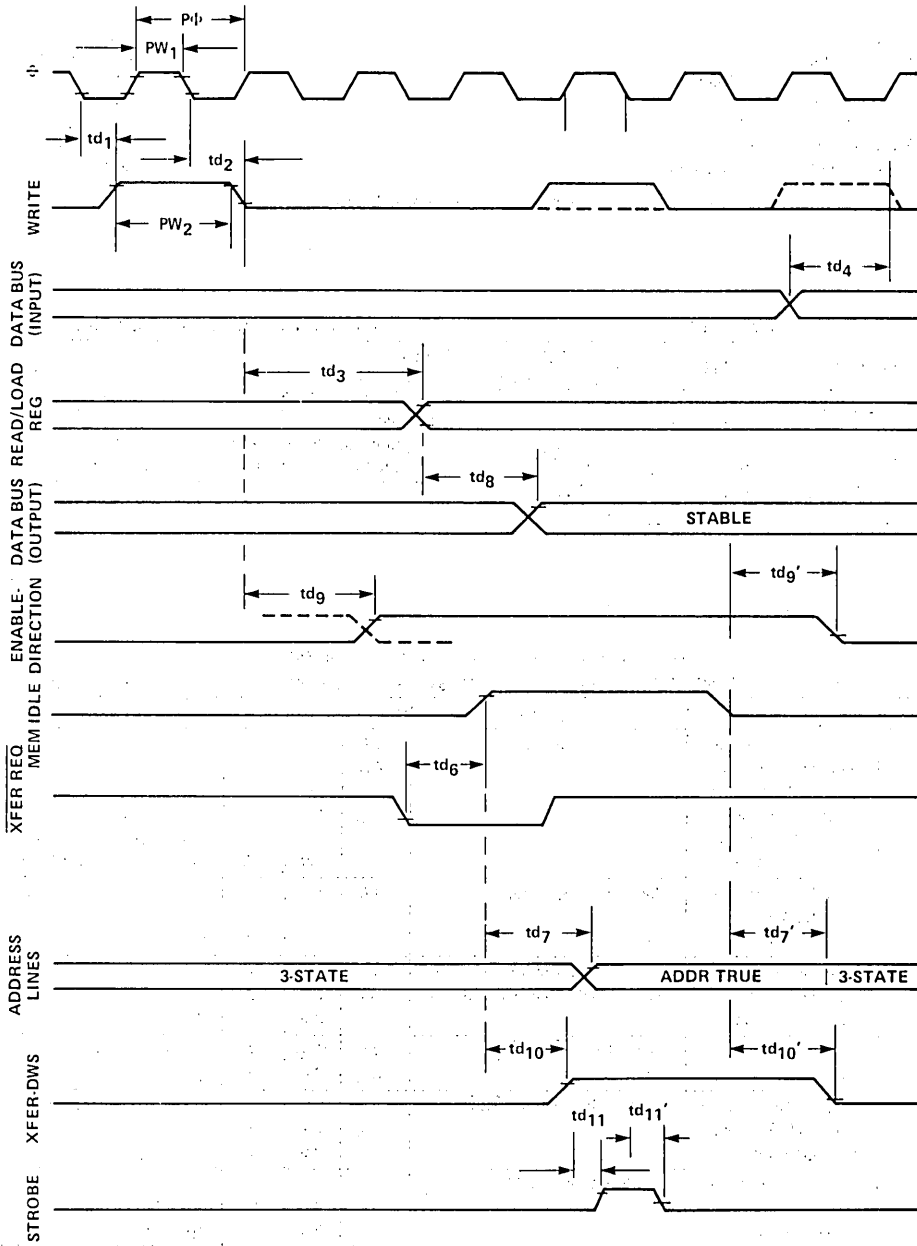 PΦ
PW1
Φ
td1
td2
WRITE
PW2
td4
DATA BUS
(INPUT)
td3
READ/LOAD
REG
td8
DATA BUS
(OUTPUT)
STABLE
td9'
td9
ENABLE-
DIRECTION
MEM IDLE
td6
XFER REQ
td7
td7'
ADDRESS
LINES
3-STATE
ADDR TRUE
3-STATE
td10
td10'
XFER-DWS
td11
td11'
STROBE